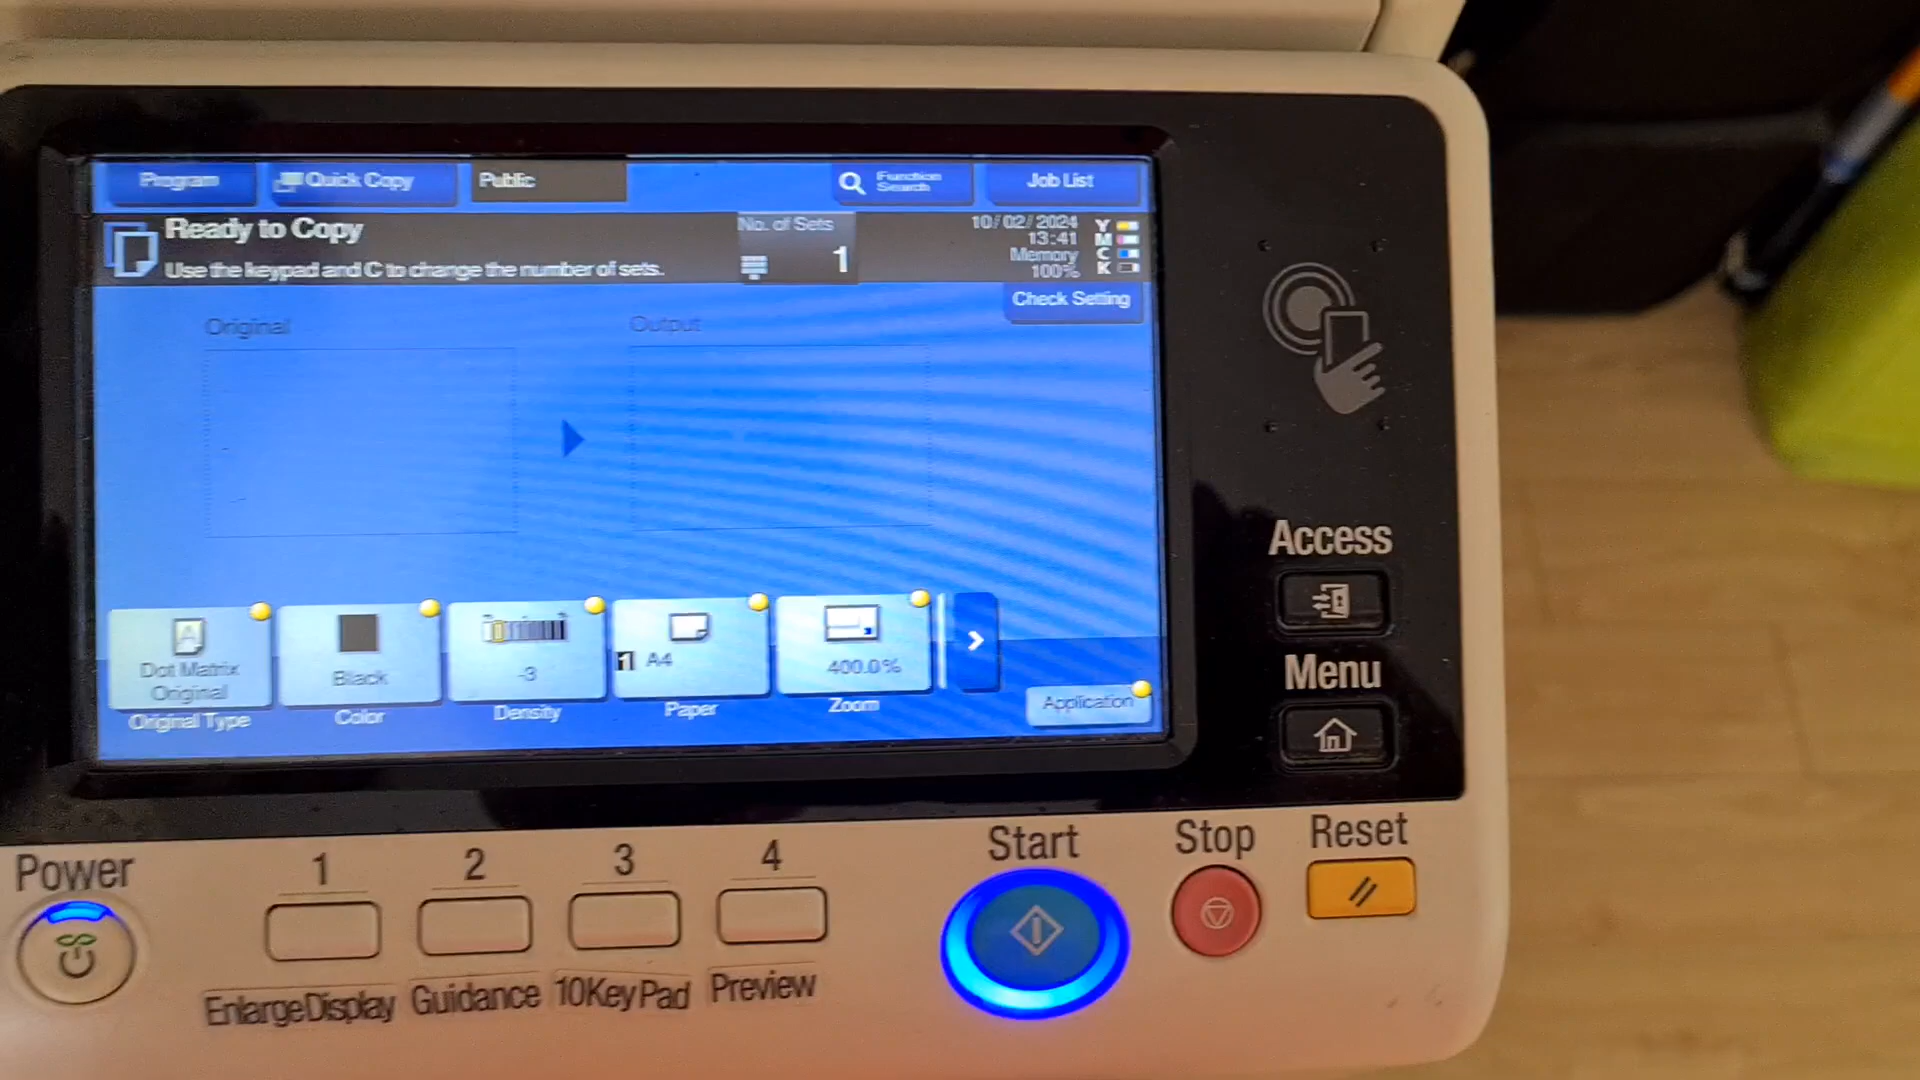 Program
Quick Copy
Public
Function Search
Job List
Ready to Copy
Use the keypad and C to change the number of sets.
No. of Sets
1
10/02/2024
13:41
Memory
100%
Y
M
C
K
Check Setting
Original
Output
Dot Matrix
Original
Original Type
Black
Color
-3
Density
1 A4
Paper
400.0%
Zoom
Application
Access
Menu
Power
1
2
3
4
Start
Stop
Reset
Enlarge Display
Guidance
10 Key Pad
Preview